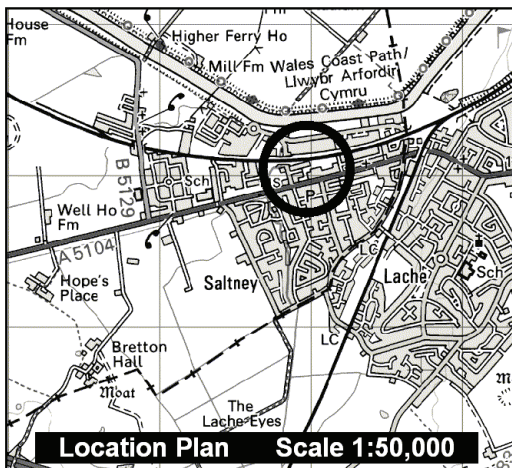 House
Fm
Higher Ferry Ho
Mill Fm
Wales Coast Path/
Llwybr Arfordir
Cymru
B 5129
Sch
S
P
Well Ho
Fm
A 5104
Hope's
Place
Saltney
LC
Lache
Sch
LC
Bretton
Hall
Moat
The
Lache Eyes
Location Plan Scale 1:50,000